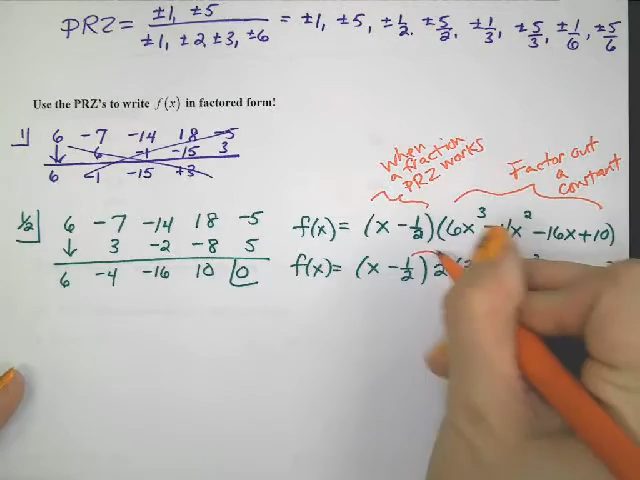 PRZ = ±1, ±5 / ±1, ±2, ±3, ±6 = ±1, ±5, ±1/2, ±5/2, ±1/3, ±5/3, ±1/6, ±5/6
Use the PRZ's to write f(x) in factored form!
1 6 -7 -14 18 -5
6 -1 -15 3
6 -1 -15 +3
When a fraction PRZ works
Factor out a constant
1/2 6 -7 -14 18 -5
3 -2 -8 5
6 -4 -16 10 0
f(x) = (x - 1/2)(6x³ - 4x² - 16x + 10)
f(x) = (x - 1/2) 2